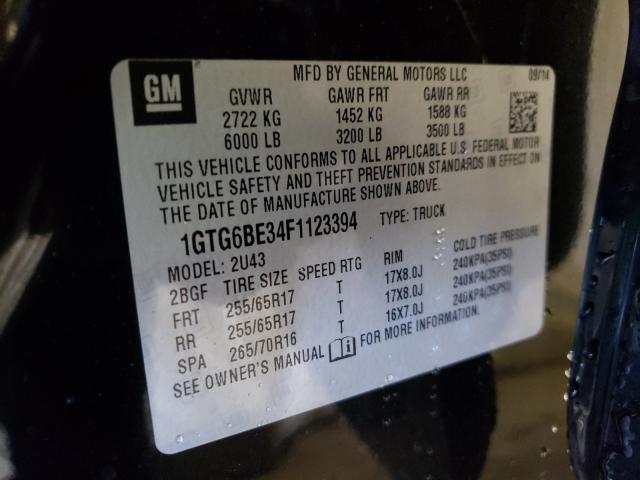 GM
MFD BY GENERAL MOTORS LLC 09/14
GVWR GAWR FRT GAWR RR
2722 KG 1452 KG 1588 KG
6000 LB 3200 LB 3500 LB
THIS VEHICLE CONFORMS TO ALL APPLICABLE U.S. FEDERAL MOTOR
VEHICLE SAFETY AND THEFT PREVENTION STANDARDS IN EFFECT ON
THE DATE OF MANUFACTURE SHOWN ABOVE.
1GTG6BE34F1123394 TYPE: TRUCK
MODEL: 2U43
2BGF TIRE SIZE SPEED RTG RIM COLD TIRE PRESSURE
FRT 255/65R17 T 17X8.0J 240KPA(35PSI)
RR 255/65R17 T 17X8.0J 240KPA(35PSI)
SPA 265/70R16 T 16X7.0J 240KPA(35PSI)
SEE OWNER'S MANUAL FOR MORE INFORMATION.